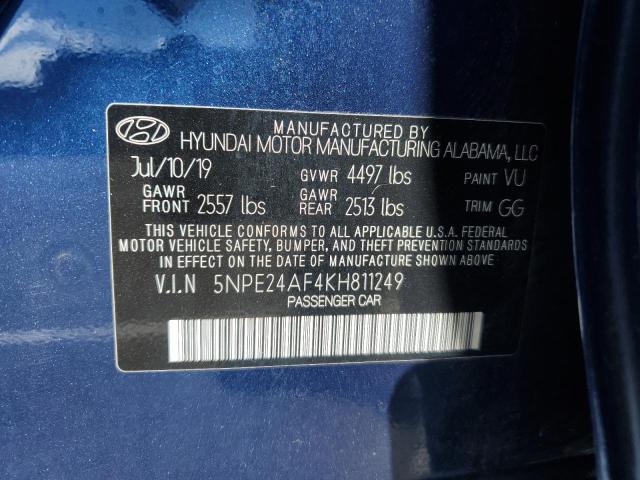 MANUFACTURED BY
HYUNDAI MOTOR MANUFACTURING ALABAMA, LLC
Jul/10/19 GVWR 4497 lbs PAINT VU
GAWR FRONT 2557 lbs GAWR REAR 2513 lbs TRIM GG
THIS VEHICLE CONFORMS TO ALL APPLICABLE U.S.A. FEDERAL
MOTOR VEHICLE SAFETY, BUMPER, AND THEFT PREVENTION STANDARDS
IN EFFECT ON THE DATE OF MANUFACTURE SHOWN ABOVE.
V.I.N 5NPE24AF4KH811249
PASSENGER CAR